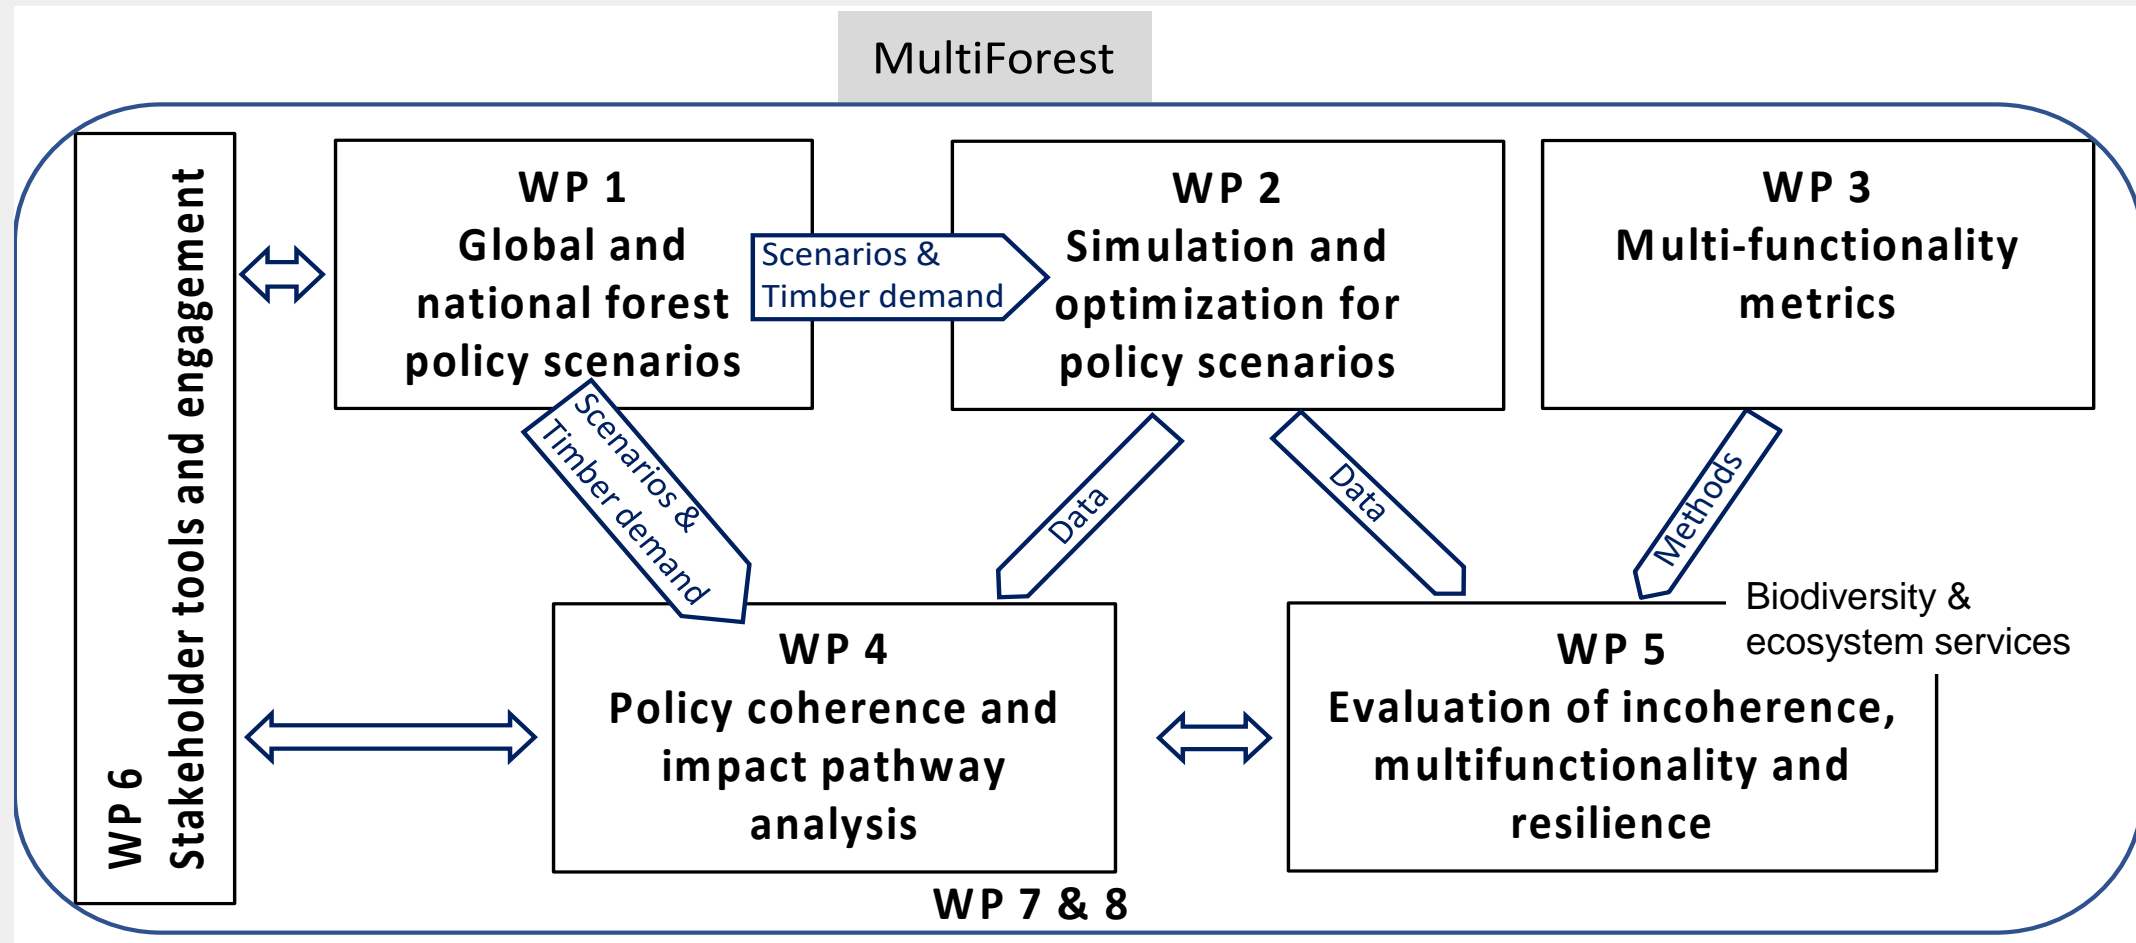 MultiForest
WP 6
Stakeholder tools and engagement
WP 1
Global and
national forest
policy scenarios
Scenarios &
Timber demand
WP 2
Simulation and
optimization for
policy scenarios
WP 3
Multi-functionality
metrics
Scenarios &
Timber demand
Data
Data
Methods
WP 4
Policy coherence and
impact pathway
analysis
Biodiversity &
ecosystem services
WP 5
Evaluation of incoherence,
multifunctionality and
resilience
WP 7 & 8